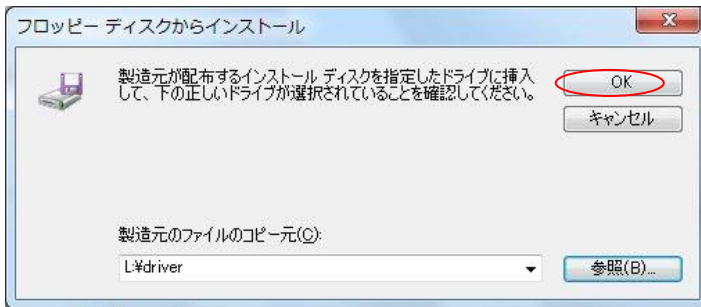 フロッピー ディスクからインストール
製造元が配布するインストール ディスクを指定したドライブに挿入
して、下の正しいドライブが選択されていることを確認してください。
OK
キャンセル
製造元のファイルのコピー元(C):
L:¥driver
参照(B)...